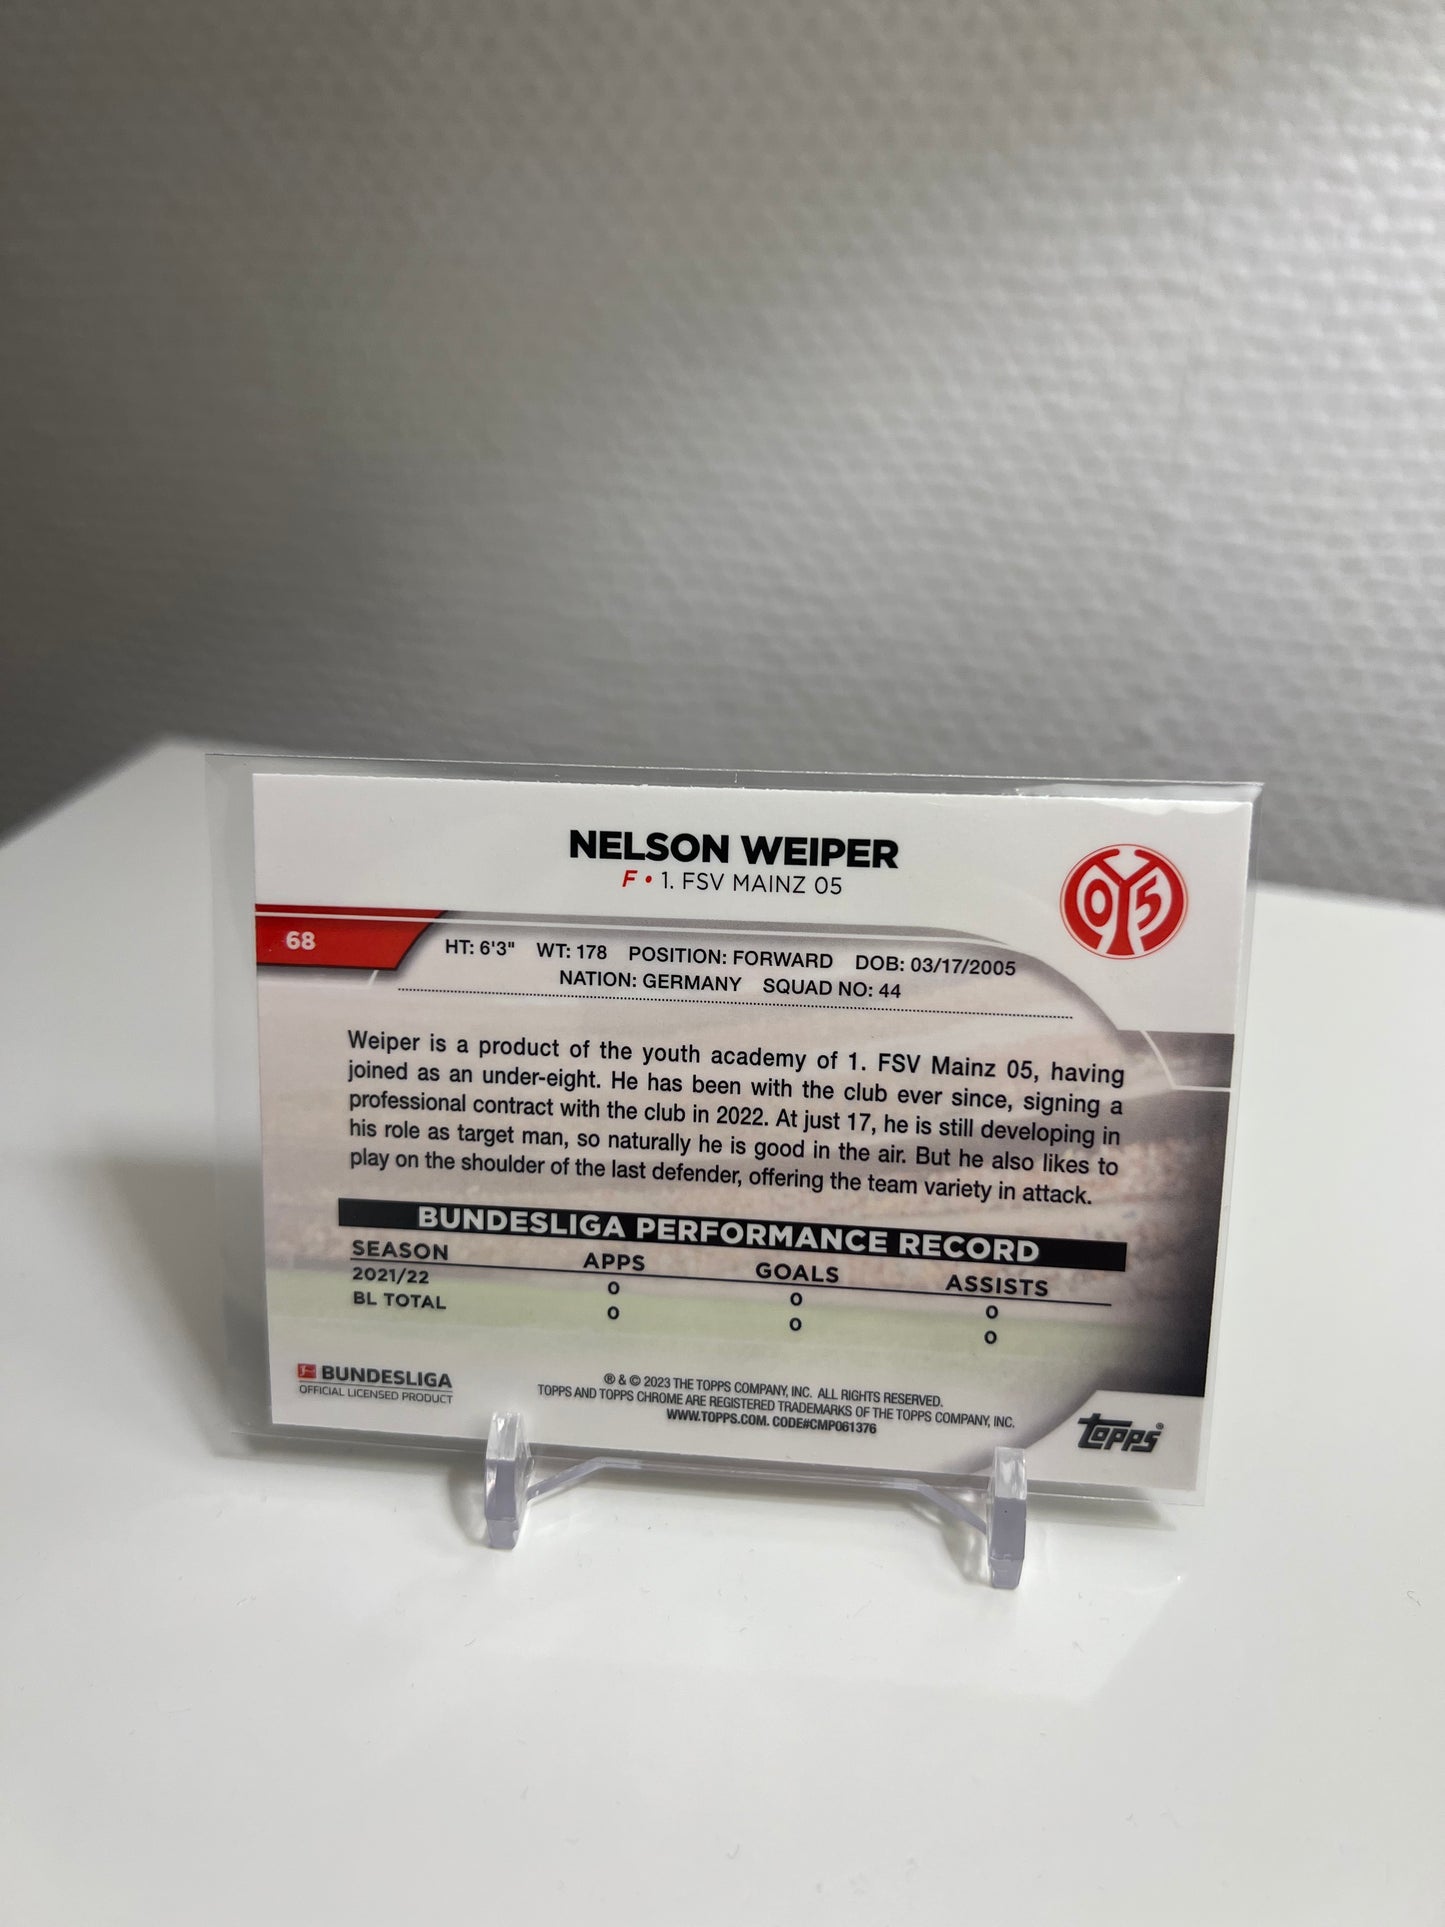 NELSON WEIPER
F • 1. FSV MAINZ 05
05
68
HT: 6'3" WT: 178 POSITION: FORWARD DOB: 03/17/2005
NATION: GERMANY SQUAD NO: 44
Weiper is a product of the youth academy of 1. FSV Mainz 05, having
joined as an under-eight. He has been with the club ever since, signing a
professional contract with the club in 2022. At just 17, he is still developing in
his role as target man, so naturally he is good in the air. But he also likes to
play on the shoulder of the last defender, offering the team variety in attack.
BUNDESLIGA PERFORMANCE RECORD
SEASON APPS GOALS ASSISTS
2021/22 0 0 0
BL TOTAL 0 0 0
BUNDESLIGA
OFFICIAL LICENSED PRODUCT
® & © 2023 THE TOPPS COMPANY, INC. ALL RIGHTS RESERVED.
TOPPS AND TOPPS CHROME ARE REGISTERED TRADEMARKS OF THE TOPPS COMPANY, INC.
WWW.TOPPS.COM. CODE#CMP061376
topps®